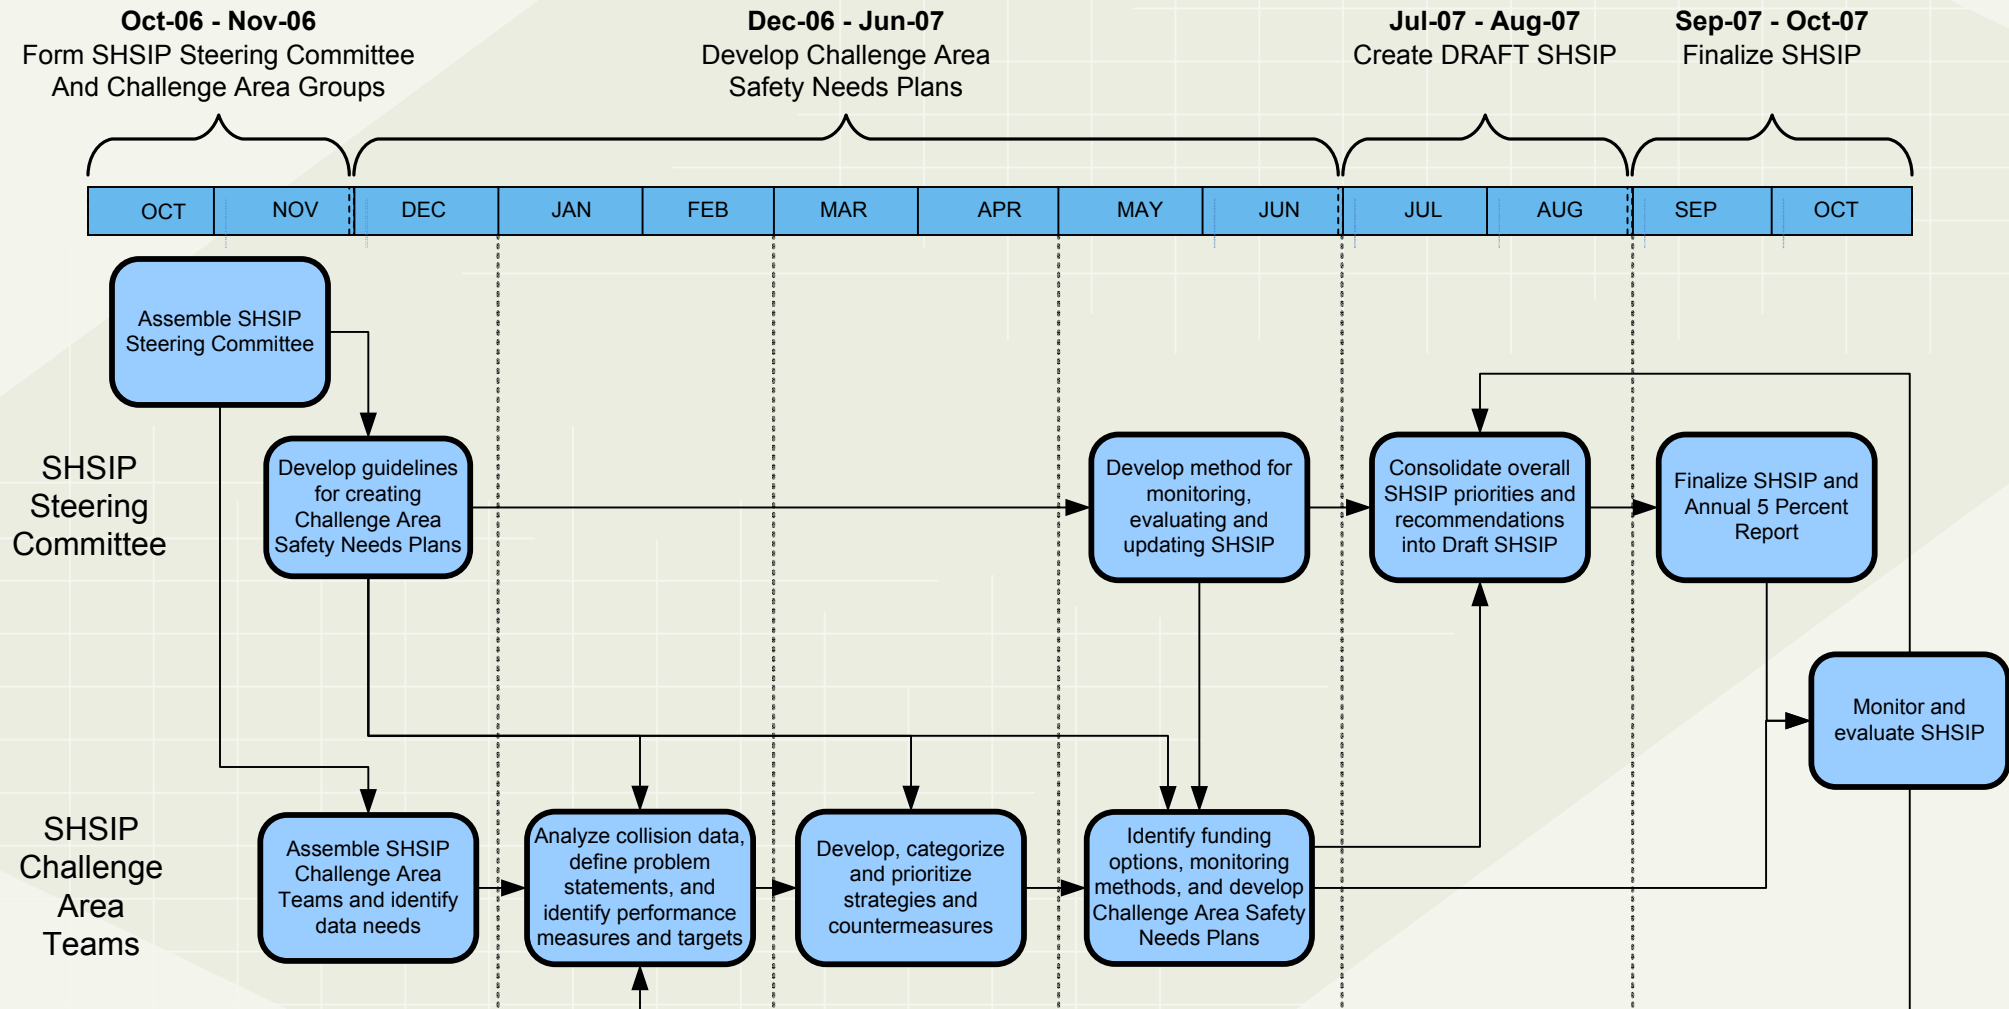 Oct-06 - Nov-06
Form SHSIP Steering Committee
And Challenge Area Groups
Dec-06 - Jun-07
Develop Challenge Area
Safety Needs Plans
Jul-07 - Aug-07
Create DRAFT SHSIP
Sep-07 - Oct-07
Finalize SHSIP
OCT
NOV
DEC
JAN
FEB
MAR
APR
MAY
JUN
JUL
AUG
SEP
OCT
Assemble SHSIP
Steering Committee
SHSIP
Steering
Committee
Develop guidelines
for creating
Challenge Area
Safety Needs Plans
Develop method for
monitoring,
evaluating and
updating SHSIP
Consolidate overall
SHSIP priorities and
recommendations
into Draft SHSIP
Finalize SHSIP and
Annual 5 Percent
Report
Monitor and
evaluate SHSIP
SHSIP
Challenge
Area
Teams
Assemble SHSIP
Challenge Area
Teams and identify
data needs
Analyze collision data,
define problem
statements, and
identify performance
measures and targets
Develop, categorize
and prioritize
strategies and
countermeasures
Identify funding
options, monitoring
methods, and develop
Challenge Area Safety
Needs Plans